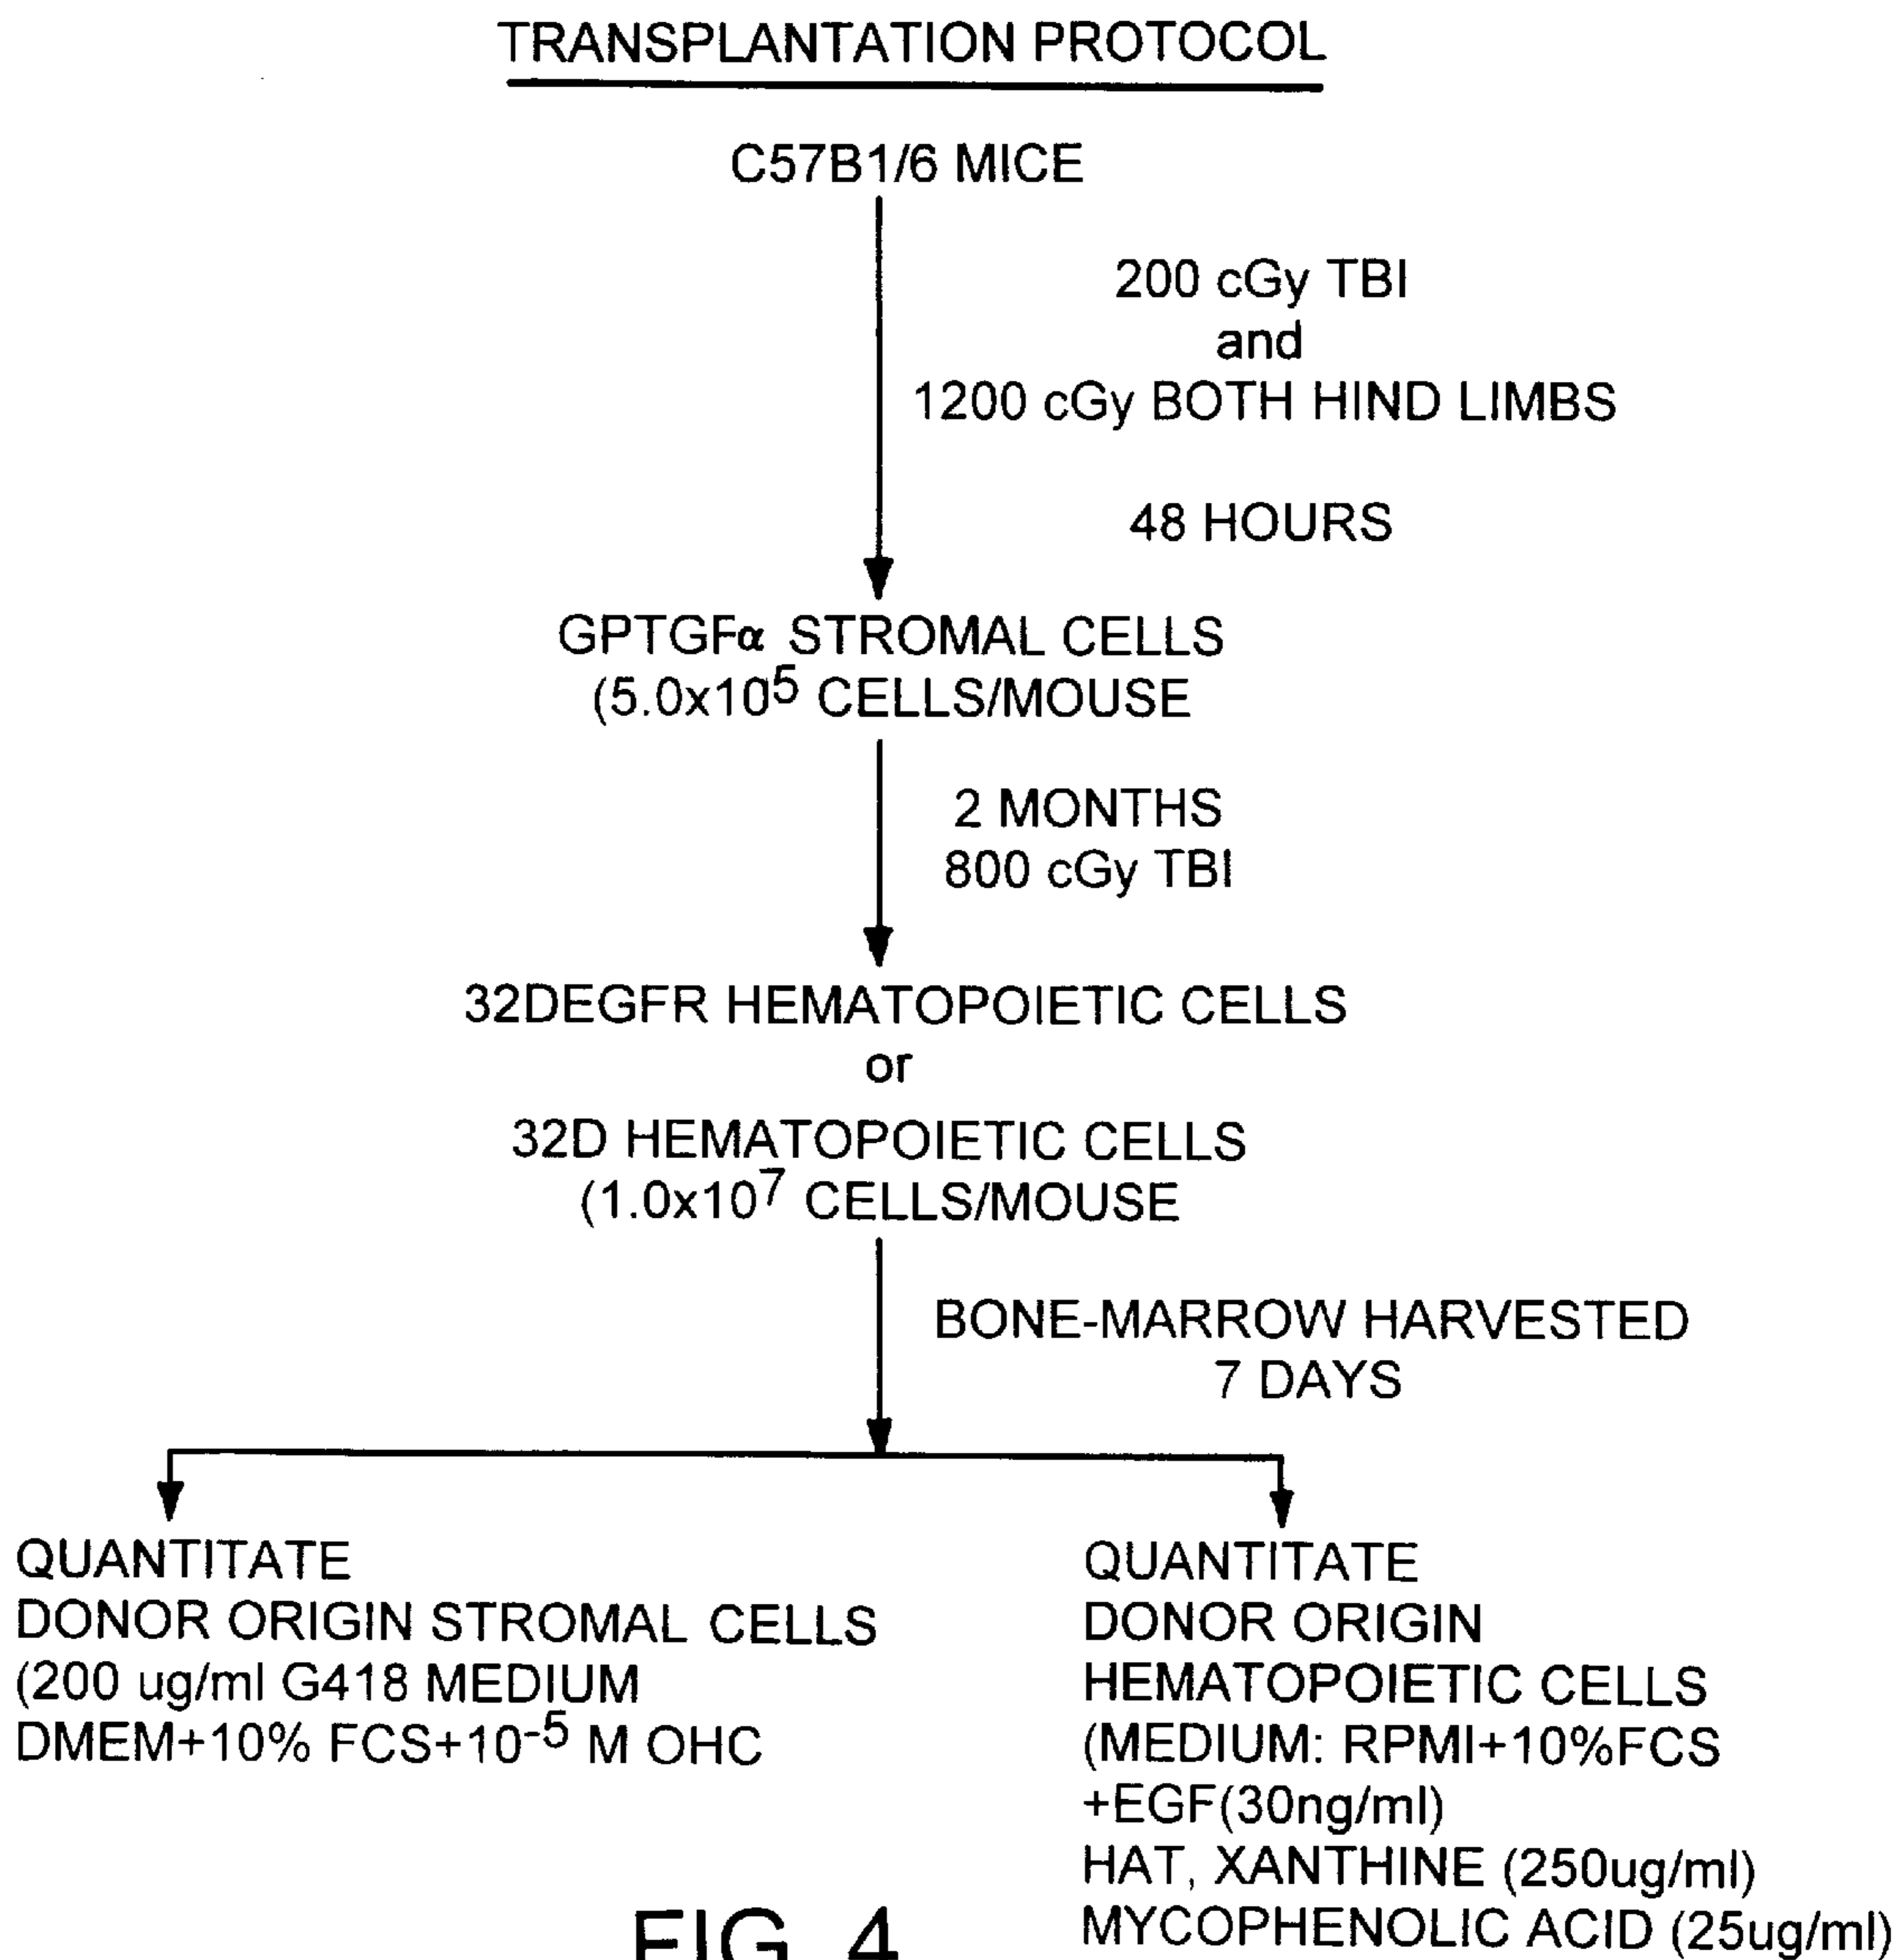 TRANSPLANTATION PROTOCOL
C57B1/6 MICE
200 cGy TBI
and
1200 cGy BOTH HIND LIMBS
48 HOURS
GPTGFα STROMAL CELLS
(5.0x10⁵ CELLS/MOUSE
2 MONTHS
800 cGy TBI
32DEGFR HEMATOPOIETIC CELLS
or
32D HEMATOPOIETIC CELLS
(1.0x10⁷ CELLS/MOUSE
BONE-MARROW HARVESTED
7 DAYS
QUANTITATE
DONOR ORIGIN STROMAL CELLS
(200 ug/ml G418 MEDIUM
DMEM+10% FCS+10⁻⁵ M OHC
QUANTITATE
DONOR ORIGIN
HEMATOPOIETIC CELLS
(MEDIUM: RPMI+10%FCS
+EGF(30ng/ml)
HAT, XANTHINE (250ug/ml)
MYCOPHENOLIC ACID (25ug/ml)
FIG. 4